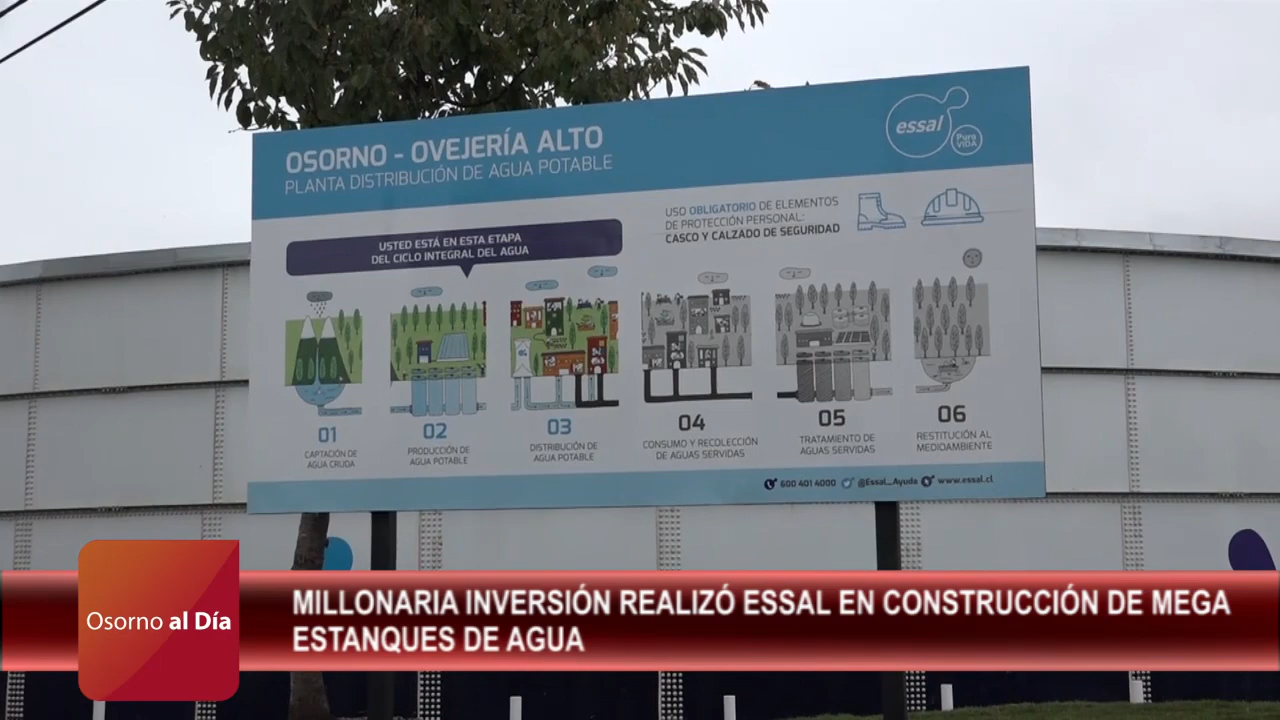 OSORNO - OVEJERÍA ALTO
PLANTA DISTRIBUCIÓN DE AGUA POTABLE
essal
Pura
VIDA
USO OBLIGATORIO DE ELEMENTOS
DE PROTECCIÓN PERSONAL:
CASCO Y CALZADO DE SEGURIDAD
USTED ESTÁ EN ESTA ETAPA
DEL CICLO INTEGRAL DEL AGUA
01
CAPTACIÓN DE
AGUA CRUDA
02
PRODUCCIÓN DE
AGUA POTABLE
03
DISTRIBUCIÓN DE
AGUA POTABLE
04
CONSUMO Y RECOLECCIÓN
DE AGUAS SERVIDAS
05
TRATAMIENTO DE
AGUAS SERVIDAS
06
RESTITUCIÓN AL
MEDIOAMBIENTE
600 401 4000 @Essal_Ayuda www.essal.cl
Osorno al Día
MILLONARIA INVERSIÓN REALIZÓ ESSAL EN CONSTRUCCIÓN DE MEGA
ESTANQUES DE AGUA